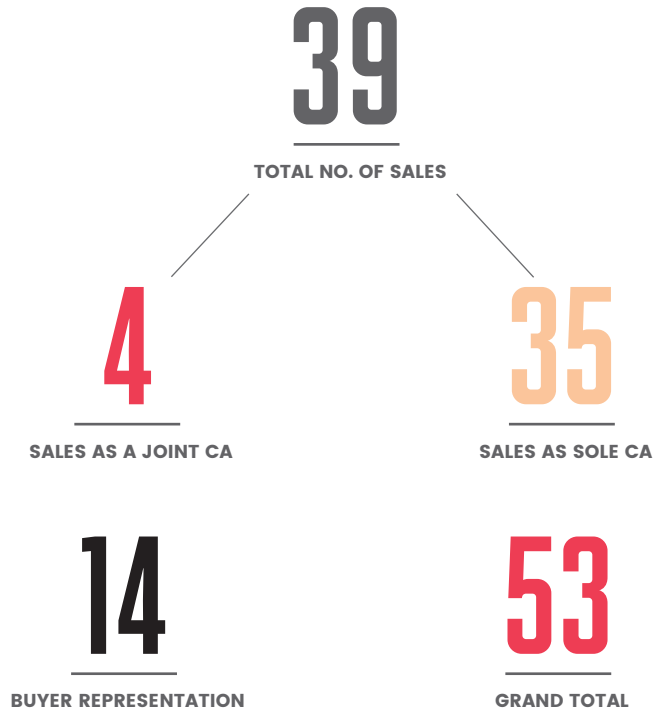 39
TOTAL NO. OF SALES
4
35
SALES AS A JOINT CA
SALES AS SOLE CA
14
53
BUYER REPRESENTATION
GRAND TOTAL